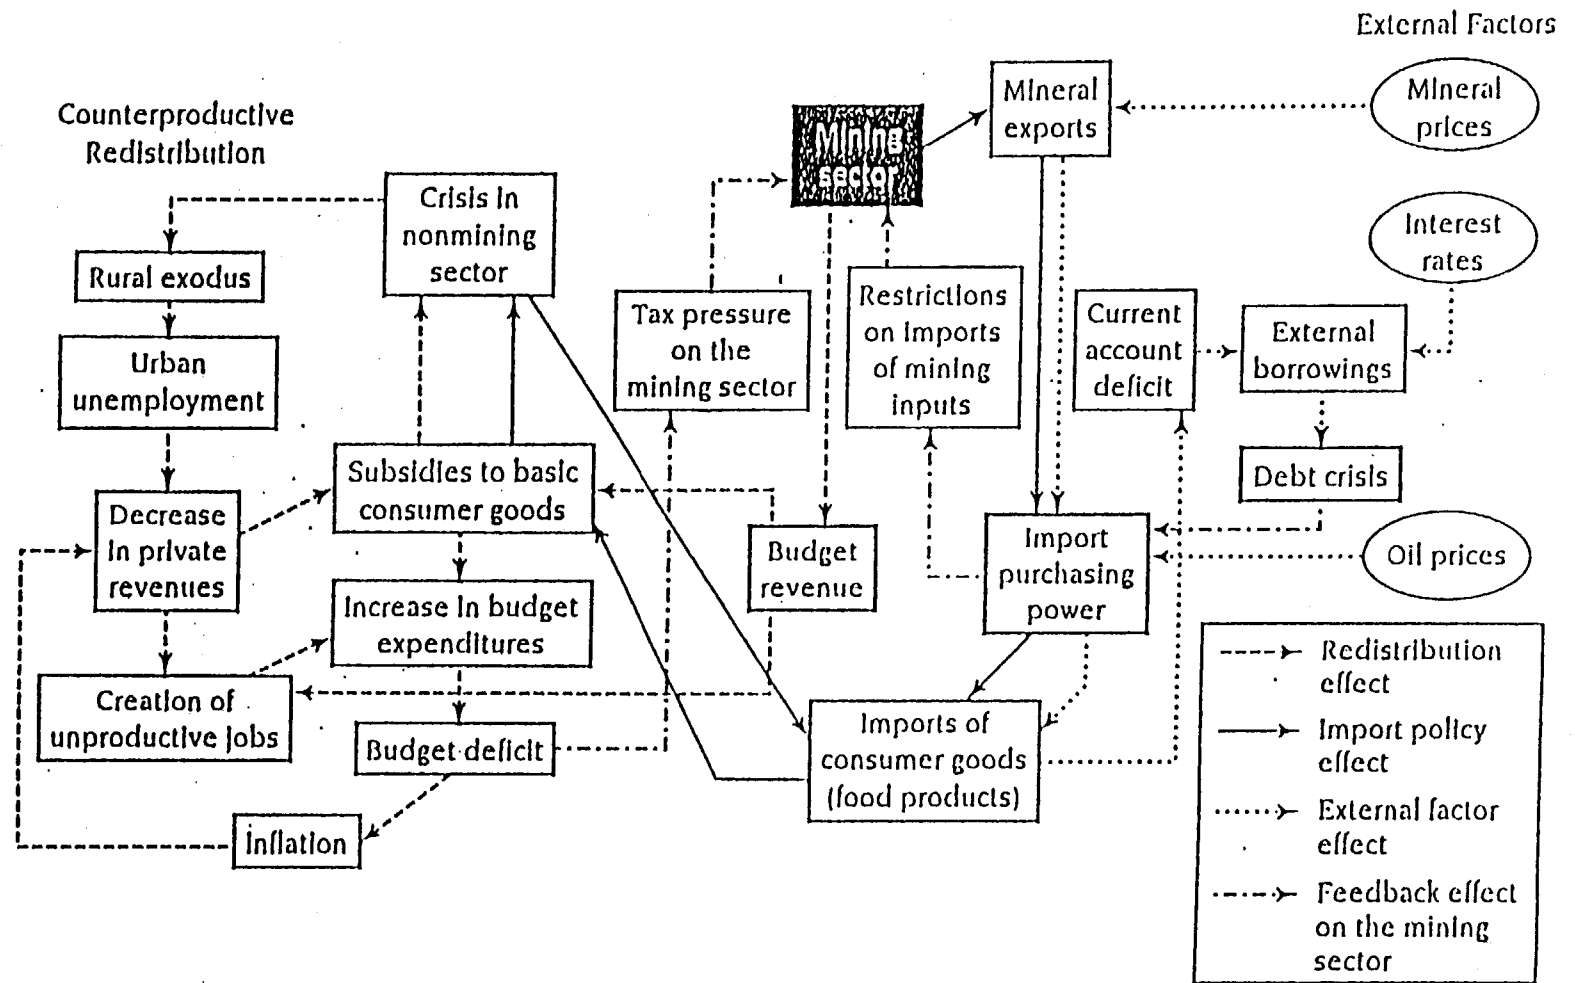 External Factors
Counterproductive
Redistribution
Mining
sector
Mineral
exports
Mineral
prices
Crisis in
nonmining
sector
Interest
rates
Rural exodus
Tax pressure
on the
mining sector
Restrictions
on imports
of mining
inputs
Current
account
deficit
External
borrowings
Urban
unemployment
Subsidies to basic
consumer goods
Debt crisis
Decrease
in private
revenues
Budget
revenue
Import
purchasing
power
Oil prices
Increase in budget
expenditures
Creation of
unproductive jobs
Budget deficit
Imports of
consumer goods
(food products)
Inflation
Redistribution
effect
Import policy
effect
External factor
effect
Feedback effect
on the mining
sector